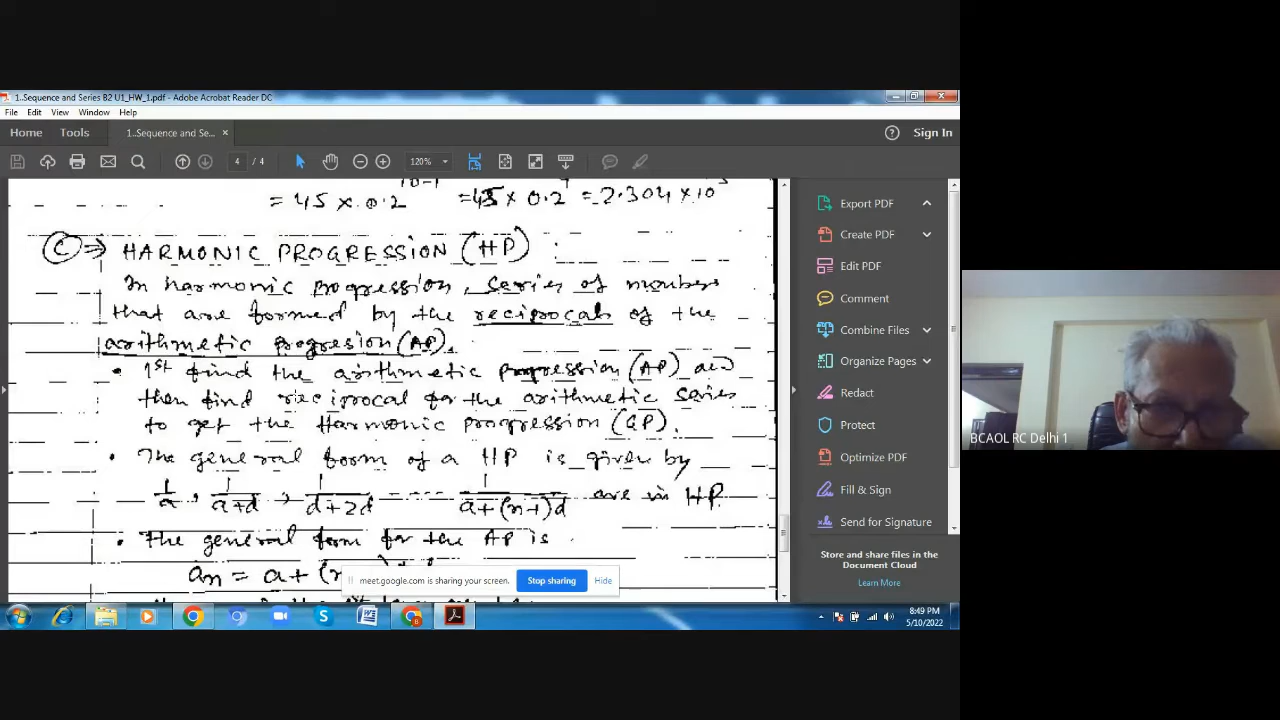 1..Sequence and Series B2 U1_HW_1.pdf - Adobe Acrobat Reader DC
File Edit View Window Help
Home Tools 1..Sequence and Se... × Sign In
4 / 4 120%
= 45 × 0.2 = 45 × 0.2 = 2.304 × 10
C ⇒ HARMONIC PROGRESSION (HP)
In harmonic progression, series of numbers
that are formed by the reciprocals of the
arithmetic progresion (AP).
• 1st find the arithmetic progression (AP) and
then find reciprocal for the arithmetic series
to get the Harmonic progression (GP).
• The general form of a HP is given by
1/a, 1/a+d, 1/d+2d ---- 1/a+(n-1)d are in HP.
• The general form for the AP is
an = a + (n
meet.google.com is sharing your screen. Stop sharing Hide
Export PDF
Create PDF
Edit PDF
Comment
Combine Files
Organize Pages
Redact
Protect
Optimize PDF
Fill & Sign
Send for Signature
Store and share files in the
Document Cloud
Learn More
8:49 PM
5/10/2022
BCAOL RC Delhi 1